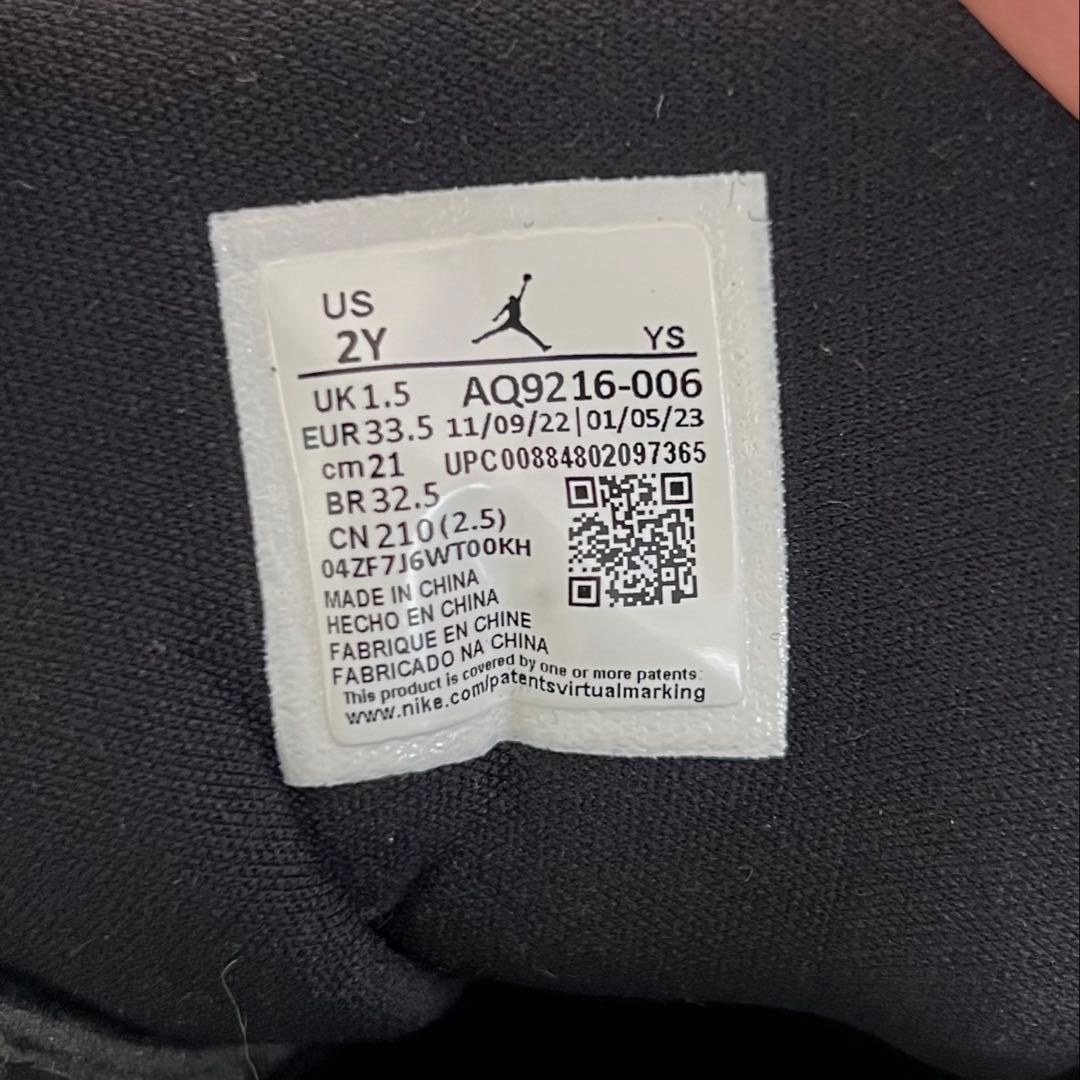 US
2Y YS
UK 1.5 AQ9216-006
EUR 33.5 11/09/22|01/05/23
cm 21 UPC00884802097365
BR 32.5
CN 210 (2.5)
04ZF7J6WT00KH
MADE IN CHINA
HECHO EN CHINA
FABRIQUE EN CHINE
FABRICADO NA CHINA
This product is covered by one or more patents:
www.nike.com/patentsvirtualmarking